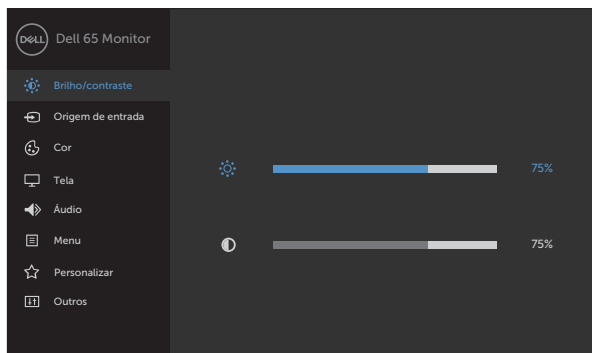 DELL
Dell 65 Monitor
Brilho/contraste
Origem de entrada
Cor
Tela
Áudio
Menu
Personalizar
Outros
75%
75%